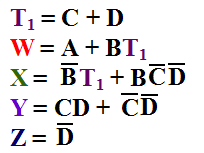 T₁ = C + D
W = A + BT₁
X = B̅T₁ + BC̅D̅
Y = CD + C̅D̅
Z = D̅